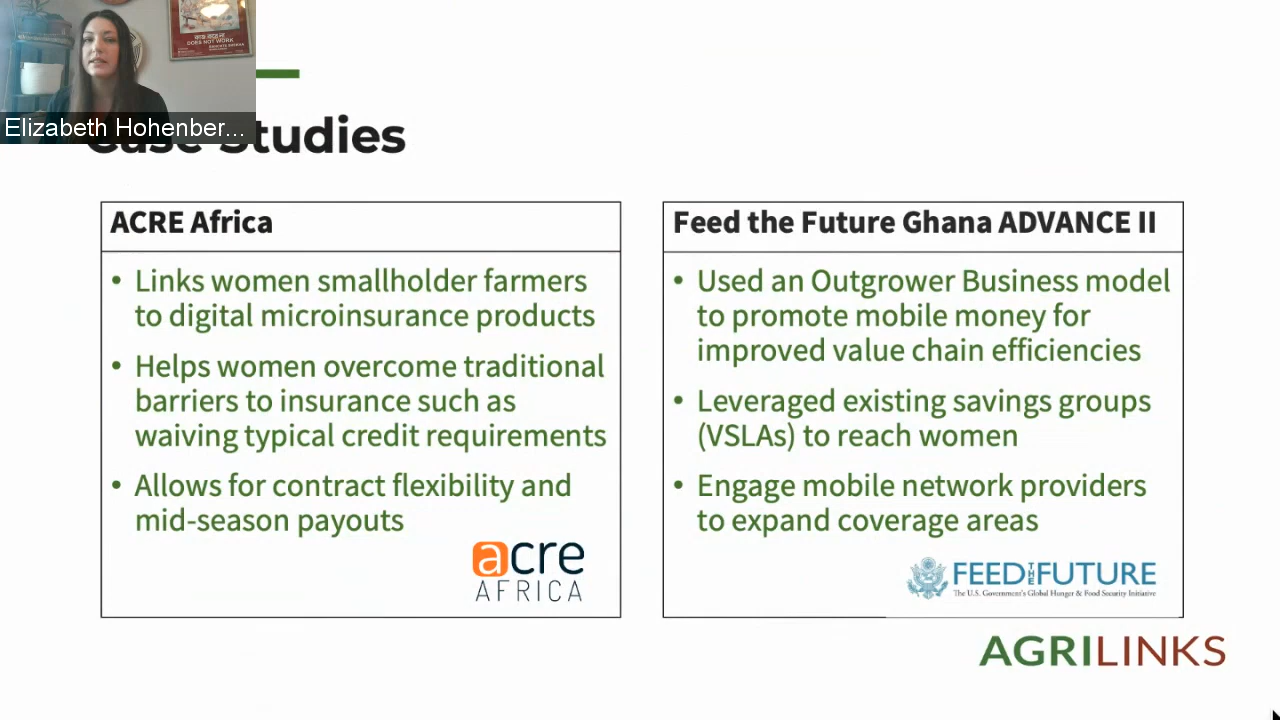 DOES NOT WORK
Elizabeth Hohenber...
Case Studies
ACRE Africa
• Links women smallholder farmers
to digital microinsurance products
• Helps women overcome traditional
barriers to insurance such as
waiving typical credit requirements
• Allows for contract flexibility and
mid-season payouts
acre
AFRICA
Feed the Future Ghana ADVANCE II
• Used an Outgrower Business model
to promote mobile money for
improved value chain efficiencies
• Leveraged existing savings groups
(VSLAs) to reach women
• Engage mobile network providers
to expand coverage areas
FEED THE FUTURE
The U.S. Government's Global Hunger & Food Security Initiative
AGRILINKS